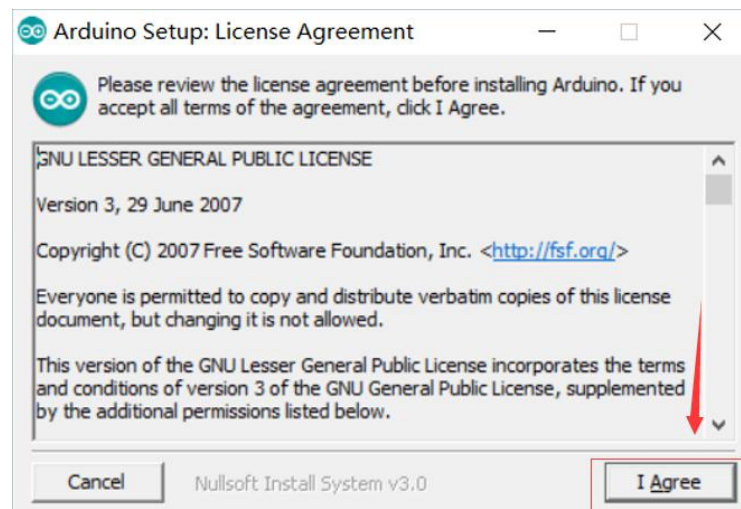 Arduino Setup: License Agreement
Please review the license agreement before installing Arduino. If you
accept all terms of the agreement, click I Agree.
GNU LESSER GENERAL PUBLIC LICENSE
Version 3, 29 June 2007
Copyright (C) 2007 Free Software Foundation, Inc. <http://fsf.org/>
Everyone is permitted to copy and distribute verbatim copies of this license
document, but changing it is not allowed.
This version of the GNU Lesser General Public License incorporates the terms
and conditions of version 3 of the GNU General Public License, supplemented
by the additional permissions listed below.
Cancel
Nullsoft Install System v3.0
I Agree